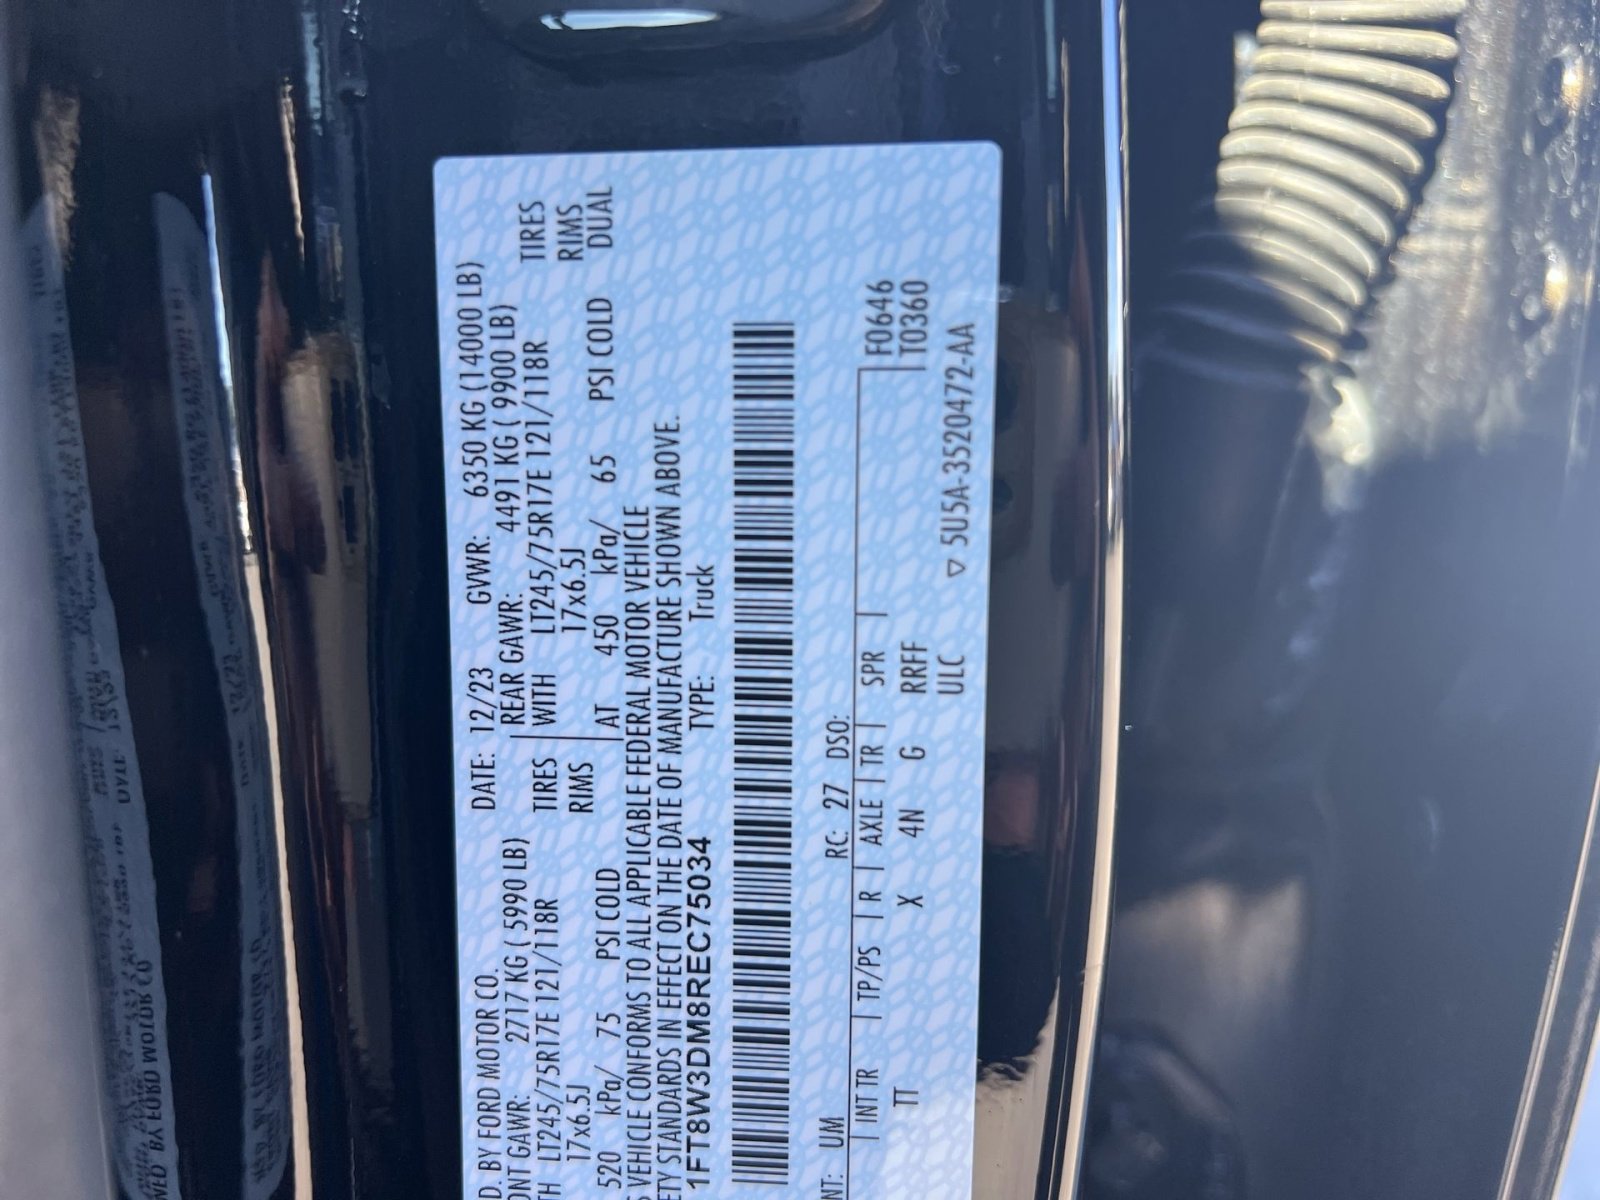 D. BY FORD MOTOR CO. DATE: 12/23 GVWR: 6350 KG (14000 LB)
ONT GAWR: 2717 KG ( 5990 LB) REAR GAWR: 4491 KG ( 9900 LB)
TH LT245/75R17E 121/118R TIRES WITH LT245/75R17E 121/118R TIRES
17x6.5J RIMS 17x6.5J RIMS
520 kPa/ 75 PSI COLD AT 450 kPa/ 65 PSI COLD DUAL
VEHICLE CONFORMS TO ALL APPLICABLE FEDERAL MOTOR VEHICLE
ETY STANDARDS IN EFFECT ON THE DATE OF MANUFACTURE SHOWN ABOVE.
1FT8W3DM8REC75034 TYPE: Truck
NT: UM RC: 27 DSO:
INT TR TP/PS R AXLE TR SPR F0646
TT X 4N G RRFF T0360
ULC ▽ 5U5A-3520472-AA